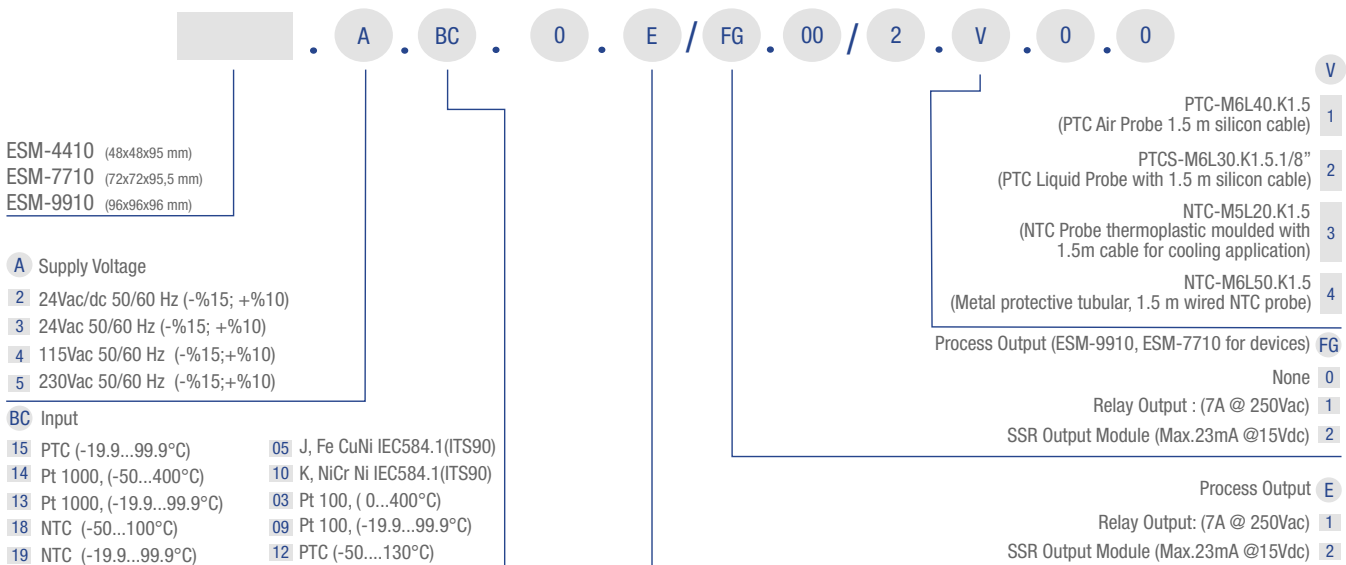 . A . BC . 0 . E / FG . 00 / 2 . V . 0 . 0
ESM-4410 (48x48x95 mm)
ESM-7710 (72x72x95,5 mm)
ESM-9910 (96x96x96 mm)
A Supply Voltage
2 24Vac/dc 50/60 Hz (-%15; +%10)
3 24Vac 50/60 Hz (-%15; +%10)
4 115Vac 50/60 Hz (-%15;+%10)
5 230Vac 50/60 Hz (-%15;+%10)
BC Input
15 PTC (-19.9...99.9°C)
14 Pt 1000, (-50...400°C)
13 Pt 1000, (-19.9...99.9°C)
18 NTC (-50...100°C)
19 NTC (-19.9...99.9°C)
05 J, Fe CuNi IEC584.1(ITS90)
10 K, NiCr Ni IEC584.1(ITS90)
03 Pt 100, ( 0...400°C)
09 Pt 100, (-19.9...99.9°C)
12 PTC (-50....130°C)
V
PTC-M6L40.K1.5
(PTC Air Probe 1.5 m silicon cable) 1
PTCS-M6L30.K1.5.1/8”
(PTC Liquid Probe with 1.5 m silicon cable) 2
NTC-M5L20.K1.5
(NTC Probe thermoplastic moulded with 3
1.5m cable for cooling application)
NTC-M6L50.K1.5
(Metal protective tubular, 1.5 m wired NTC probe) 4
Process Output (ESM-9910, ESM-7710 for devices) FG
None 0
Relay Output : (7A @ 250Vac) 1
SSR Output Module (Max.23mA @15Vdc) 2
Process Output E
Relay Output: (7A @ 250Vac) 1
SSR Output Module (Max.23mA @15Vdc) 2